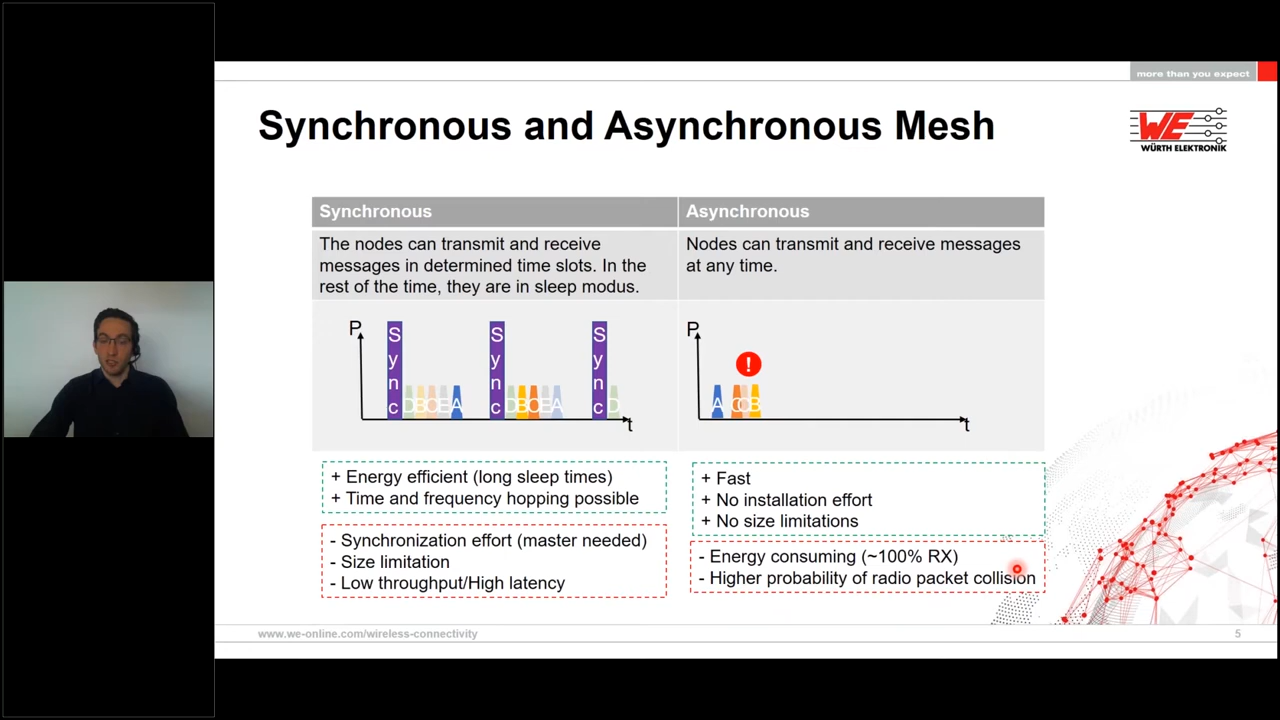 more than you expect
Synchronous and Asynchronous Mesh
WE
WÜRTH ELEKTRONIK
Synchronous
Asynchronous
The nodes can transmit and receive
messages in determined time slots. In the
rest of the time, they are in sleep modus.
Nodes can transmit and receive messages
at any time.
P
Sync
D B C E A
Sync
D B C E A
Sync
D
t
P
!
A C C B
t
+ Energy efficient (long sleep times)
+ Time and frequency hopping possible
- Synchronization effort (master needed)
- Size limitation
- Low throughput/High latency
+ Fast
+ No installation effort
+ No size limitations
- Energy consuming (~100% RX)
- Higher probability of radio packet collision
www.we-online.com/wireless-connectivity
5